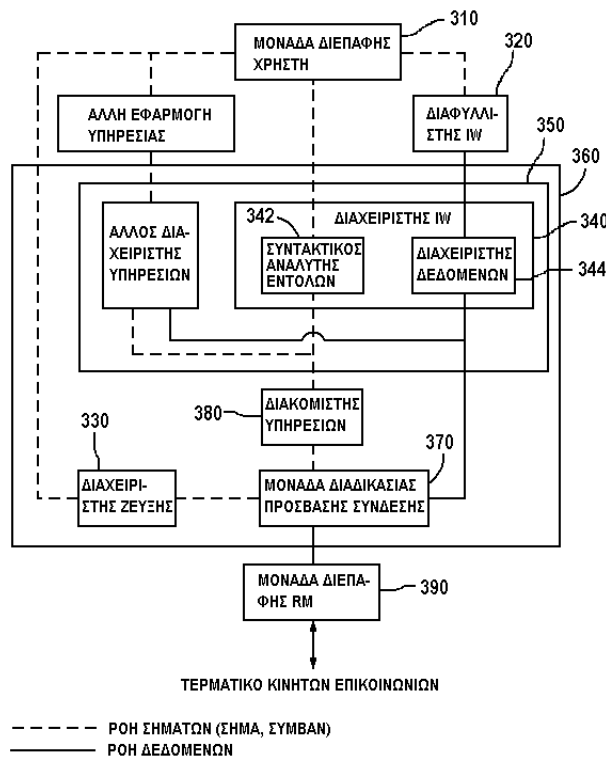 310
ΜΟΝΑΔΑ ΔΙΕΠΑΦΗΣ
ΧΡΗΣΤΗ
320
ΑΛΛΗ ΕΦΑΡΜΟΓΗ
ΥΠΗΡΕΣΙΑΣ
ΔΙΑΦΥΛΛΙ-
ΣΤΗΣ IW
350
360
342
ΔΙΑΧΕΙΡΙΣΤΗΣ IW
340
ΑΛΛΟΣ ΔΙΑ-
ΧΕΙΡΙΣΤΗΣ
ΥΠΗΡΕΣΙΩΝ
ΣΥΝΤΑΚΤΙΚΟΣ
ΑΝΑΛΥΤΗΣ
ΕΝΤΟΛΩΝ
ΔΙΑΧΕΙΡΙΣΤΗΣ
ΔΕΔΟΜΕΝΩΝ
344
380
ΔΙΑΚΟΜΙΣΤΗΣ
ΥΠΗΡΕΣΙΩΝ
330
370
ΔΙΑΧΕΙΡΙ-
ΣΤΗΣ ΖΕΥΞΗΣ
ΜΟΝΑΔΑ ΔΙΑΔΙΚΑΣΙΑΣ
ΠΡΟΣΒΑΣΗΣ ΣΥΝΔΕΣΗΣ
ΜΟΝΑΔΑ ΔΙΕΠΑ-
ΦΗΣ RM
390
ΤΕΡΜΑΤΙΚΟ ΚΙΝΗΤΩΝ ΕΠΙΚΟΙΝΩΝΙΩΝ
ΡΟΗ ΣΗΜΑΤΩΝ (ΣΗΜΑ, ΣΥΜΒΑΝ)
ΡΟΗ ΔΕΔΟΜΕΝΩΝ